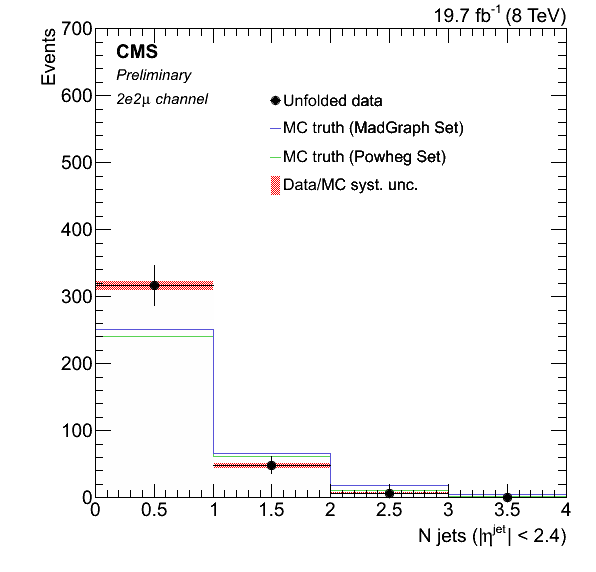 19.7 fb⁻¹ (8 TeV)
Events
CMS
Preliminary
2e2μ channel
Unfolded data
MC truth (MadGraph Set)
MC truth (Powheg Set)
Data/MC syst. unc.
700
600
500
400
300
200
100
0
0 0.5 1 1.5 2 2.5 3 3.5 4
N jets (|η^jet| < 2.4)